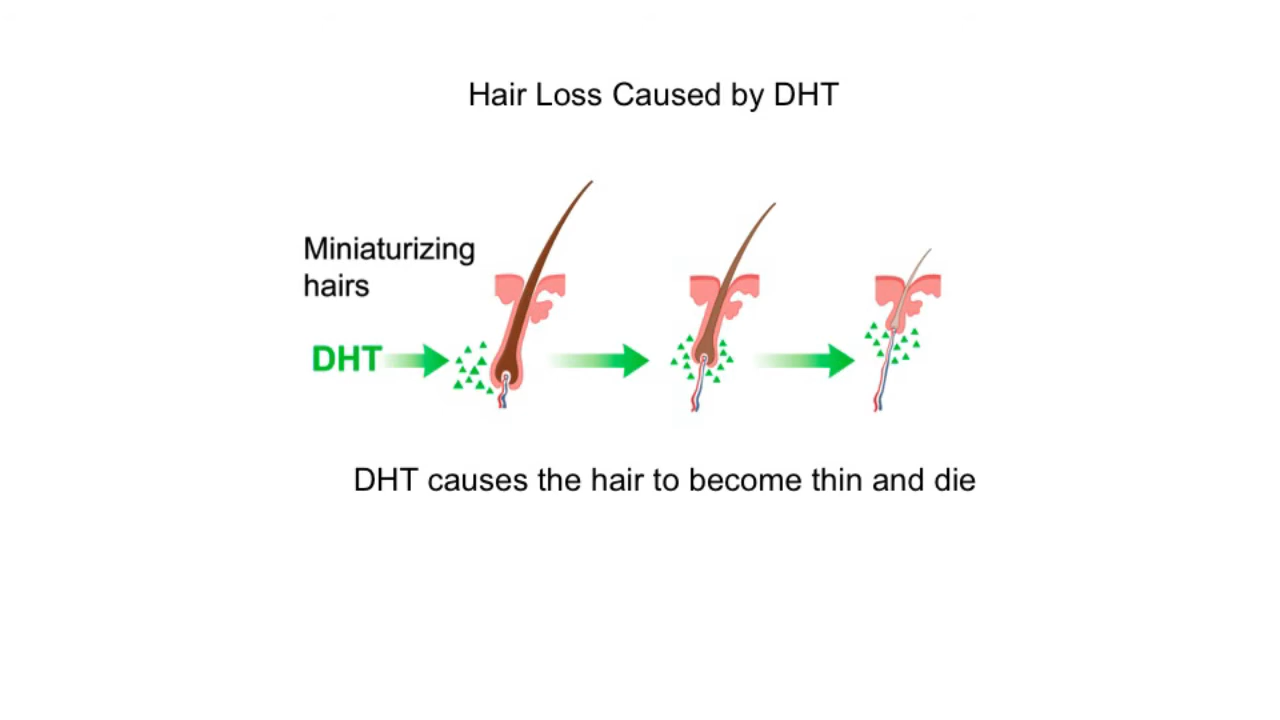 Hair Loss Caused by DHT
Miniaturizing
hairs
DHT
DHT causes the hair to become thin and die